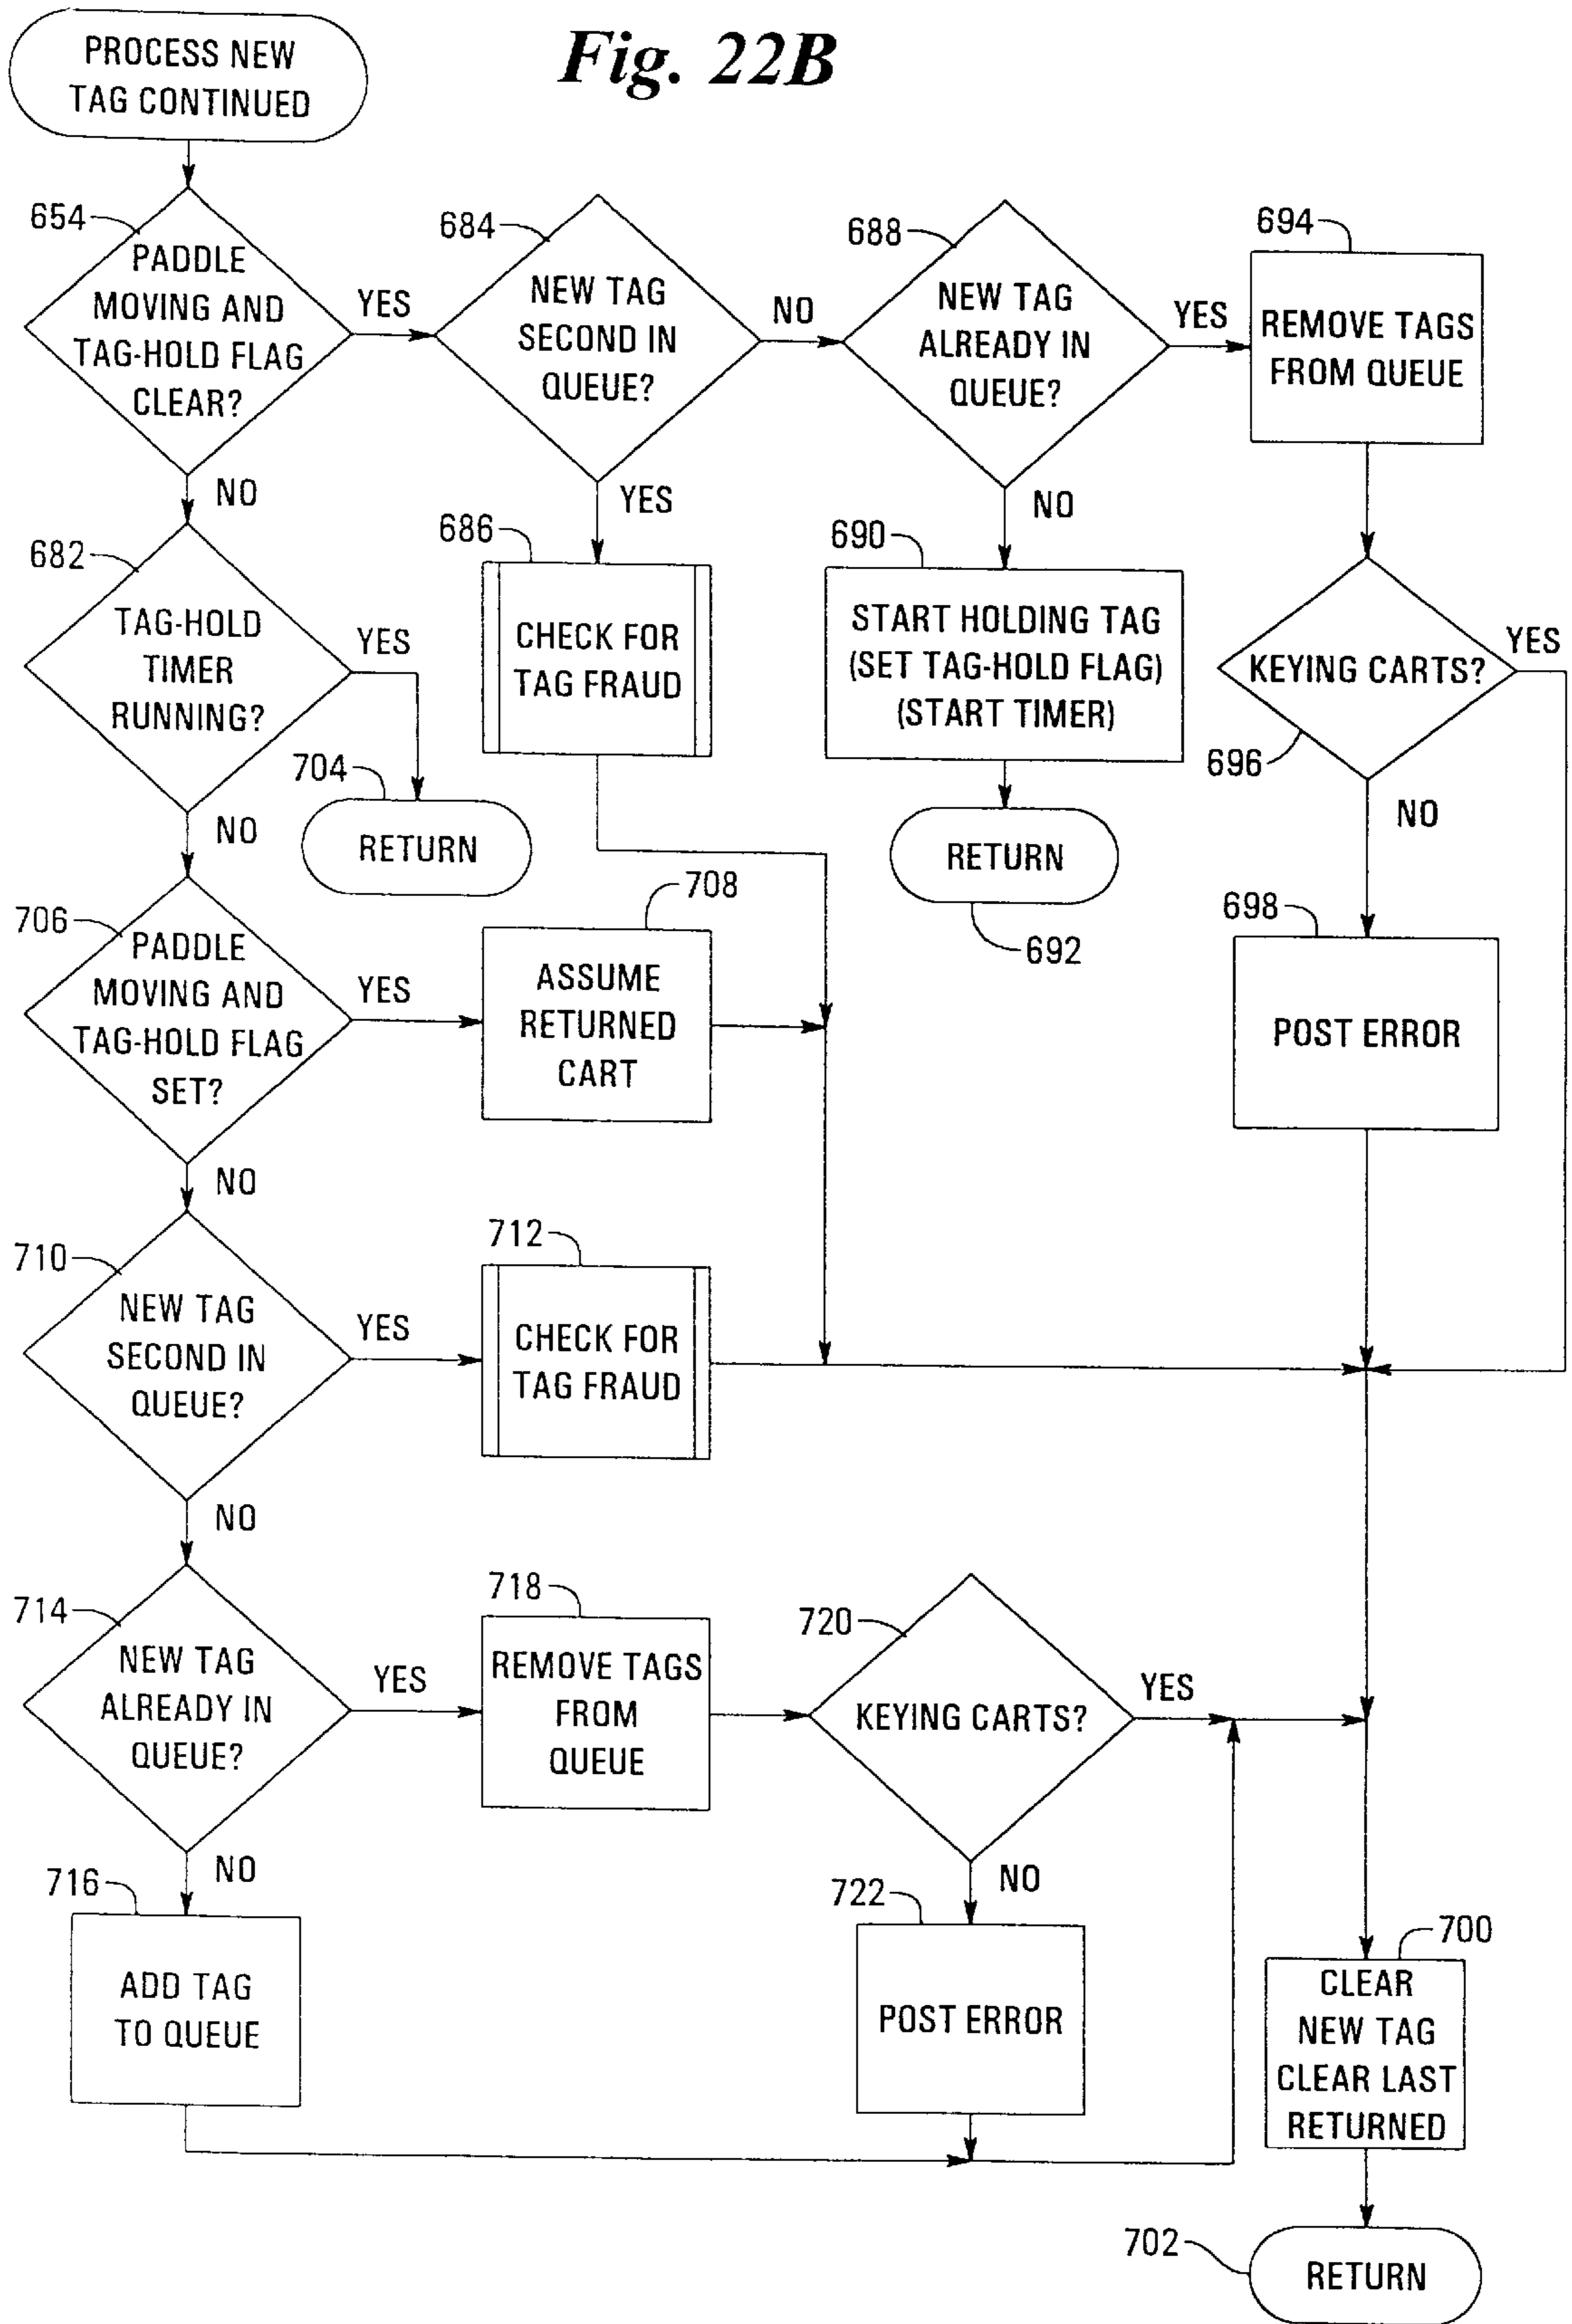 Fig. 22B
PROCESS NEW
TAG CONTINUED
654
PADDLE
MOVING AND
TAG-HOLD FLAG
CLEAR?
YES
NO
684
NEW TAG
SECOND IN
QUEUE?
NO
YES
688
NEW TAG
ALREADY IN
QUEUE?
YES
NO
694
REMOVE TAGS
FROM QUEUE
682
TAG-HOLD
TIMER
RUNNING?
YES
NO
686
CHECK FOR
TAG FRAUD
690
START HOLDING TAG
(SET TAG-HOLD FLAG)
(START TIMER)
KEYING CARTS?
YES
696
NO
704
RETURN
RETURN
692
706
PADDLE
MOVING AND
TAG-HOLD FLAG
SET?
YES
NO
708
ASSUME
RETURNED
CART
698
POST ERROR
710
NEW TAG
SECOND IN
QUEUE?
YES
NO
712
CHECK FOR
TAG FRAUD
714
NEW TAG
ALREADY IN
QUEUE?
YES
NO
718
REMOVE TAGS
FROM
QUEUE
720
KEYING CARTS?
YES
NO
716
ADD TAG
TO QUEUE
722
POST ERROR
700
CLEAR
NEW TAG
CLEAR LAST
RETURNED
702
RETURN